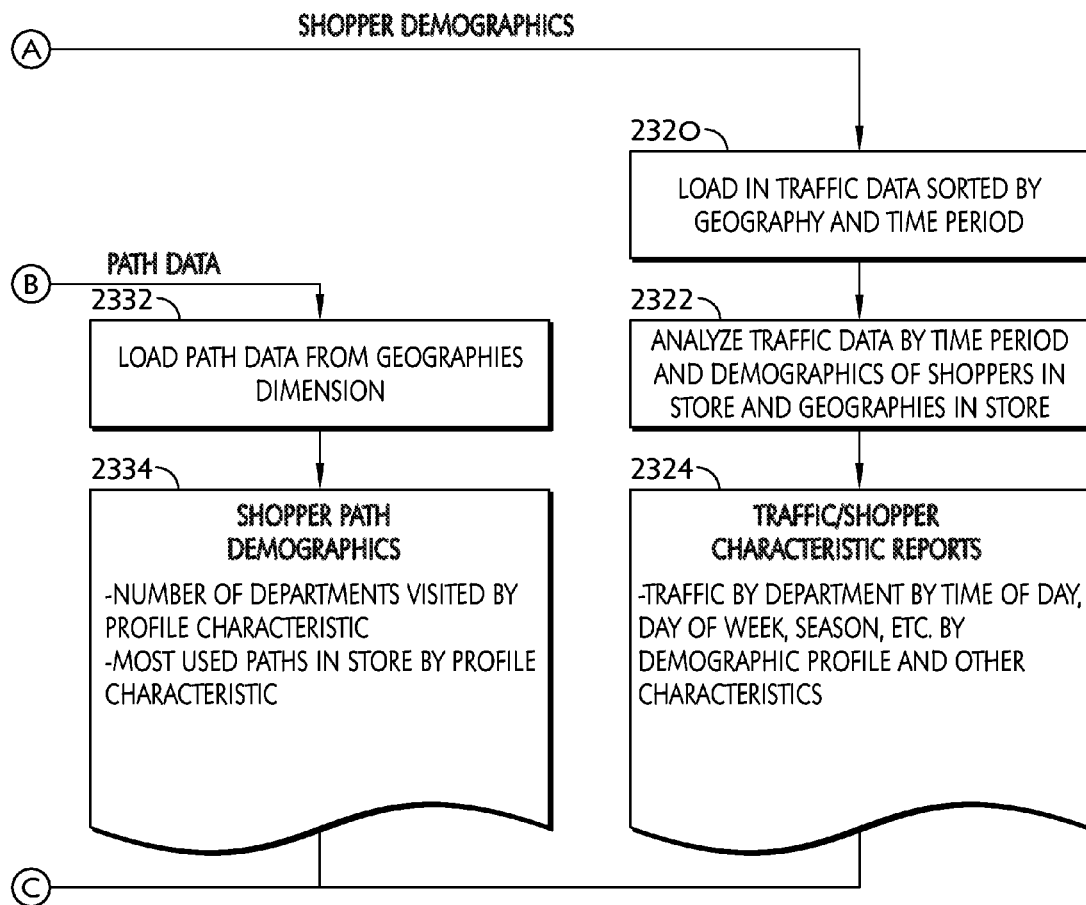 SHOPPER DEMOGRAPHICS
A
2320
LOAD IN TRAFFIC DATA SORTED BY
GEOGRAPHY AND TIME PERIOD
PATH DATA
B
2332
LOAD PATH DATA FROM GEOGRAPHIES
DIMENSION
2322
ANALYZE TRAFFIC DATA BY TIME PERIOD
AND DEMOGRAPHICS OF SHOPPERS IN
STORE AND GEOGRAPHIES IN STORE
2334
SHOPPER PATH
DEMOGRAPHICS
-NUMBER OF DEPARTMENTS VISITED BY
PROFILE CHARACTERISTIC
-MOST USED PATHS IN STORE BY PROFILE
CHARACTERISTIC
2324
TRAFFIC/SHOPPER
CHARACTERISTIC REPORTS
-TRAFFIC BY DEPARTMENT BY TIME OF DAY,
DAY OF WEEK, SEASON, ETC. BY
DEMOGRAPHIC PROFILE AND OTHER
CHARACTERISTICS
C